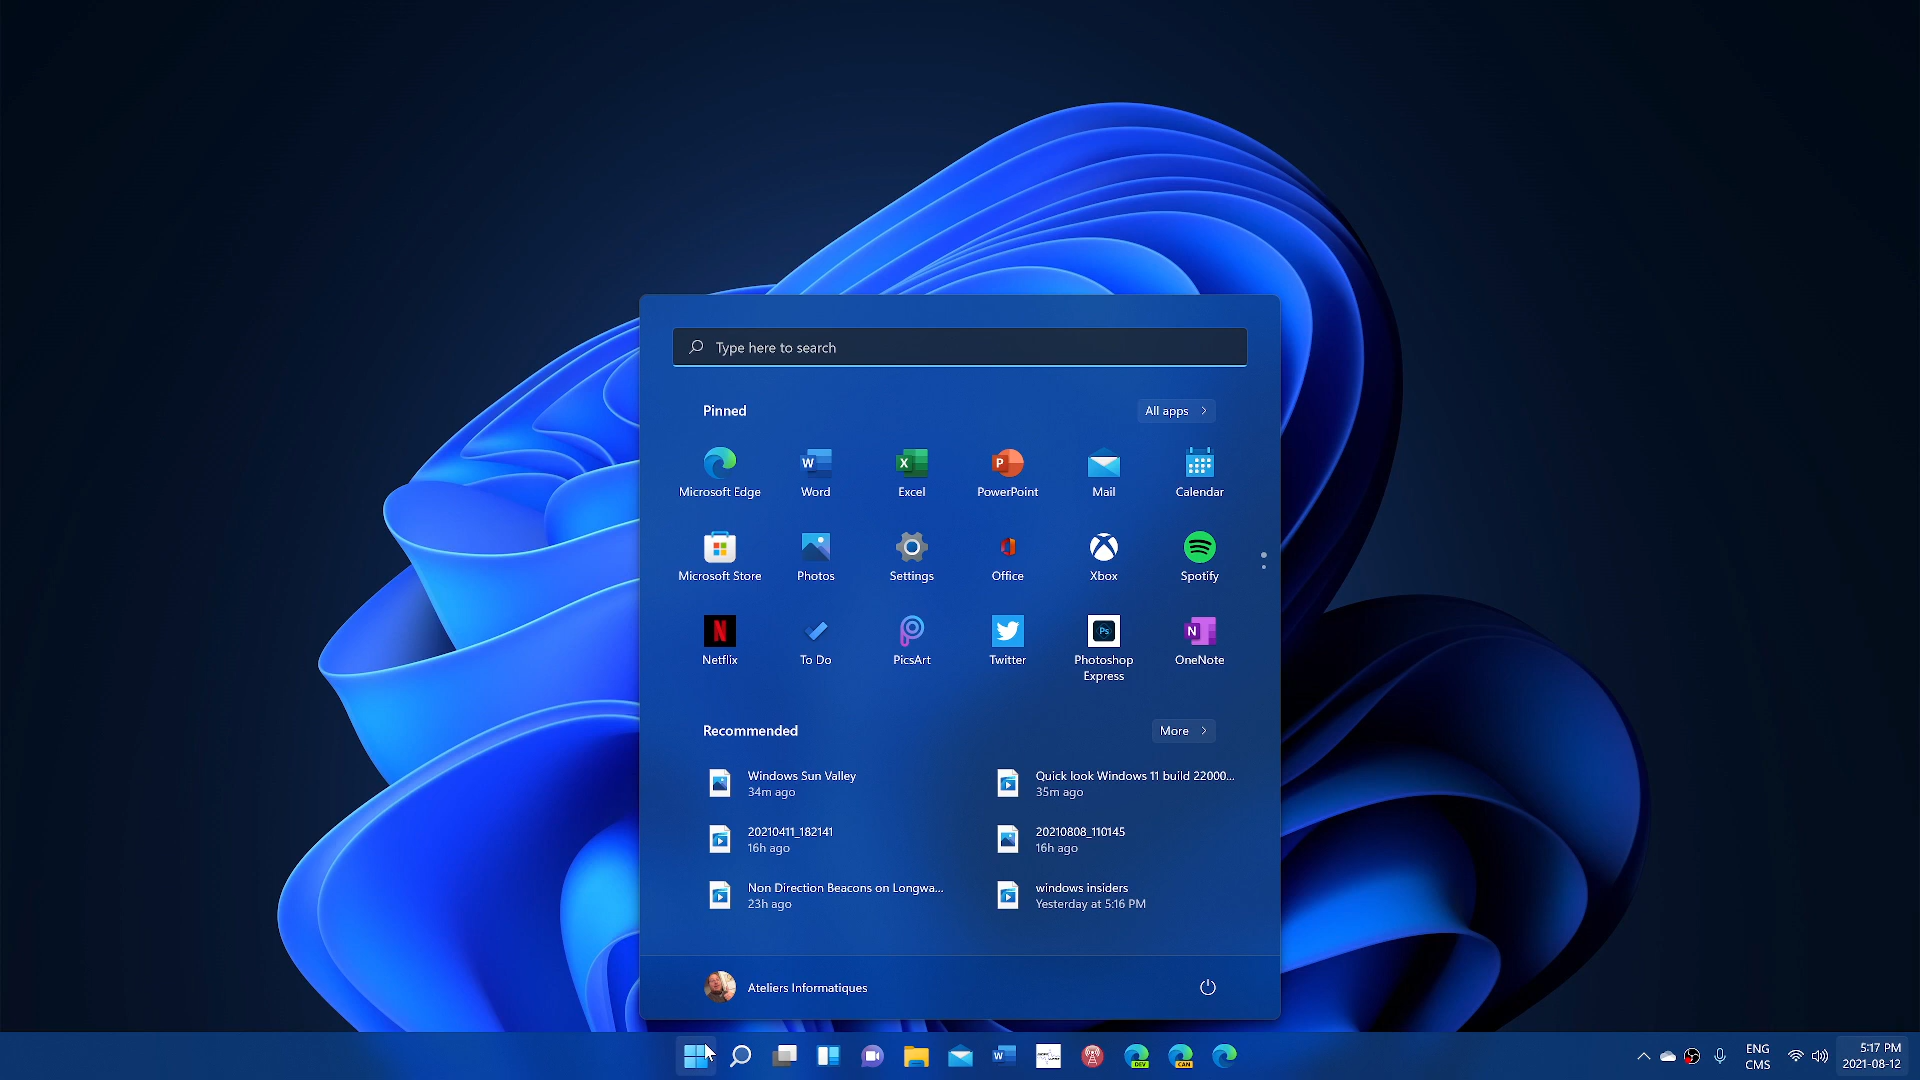 Type here to search
Pinned
All apps
Microsoft Edge
Word
Excel
PowerPoint
Mail
Calendar
Microsoft Store
Photos
Settings
Office
Xbox
Spotify
Netflix
To Do
PicsArt
Twitter
Photoshop
Express
OneNote
Recommended
More
Windows Sun Valley
34m ago
Quick look Windows 11 build 22000...
35m ago
20210411_182141
16h ago
20210808_110145
16h ago
Non Direction Beacons on Longwa...
23h ago
windows insiders
Yesterday at 5:16 PM
Ateliers Informatiques
DEV
CAN
ENG
CMS
5:17 PM
2021-08-12